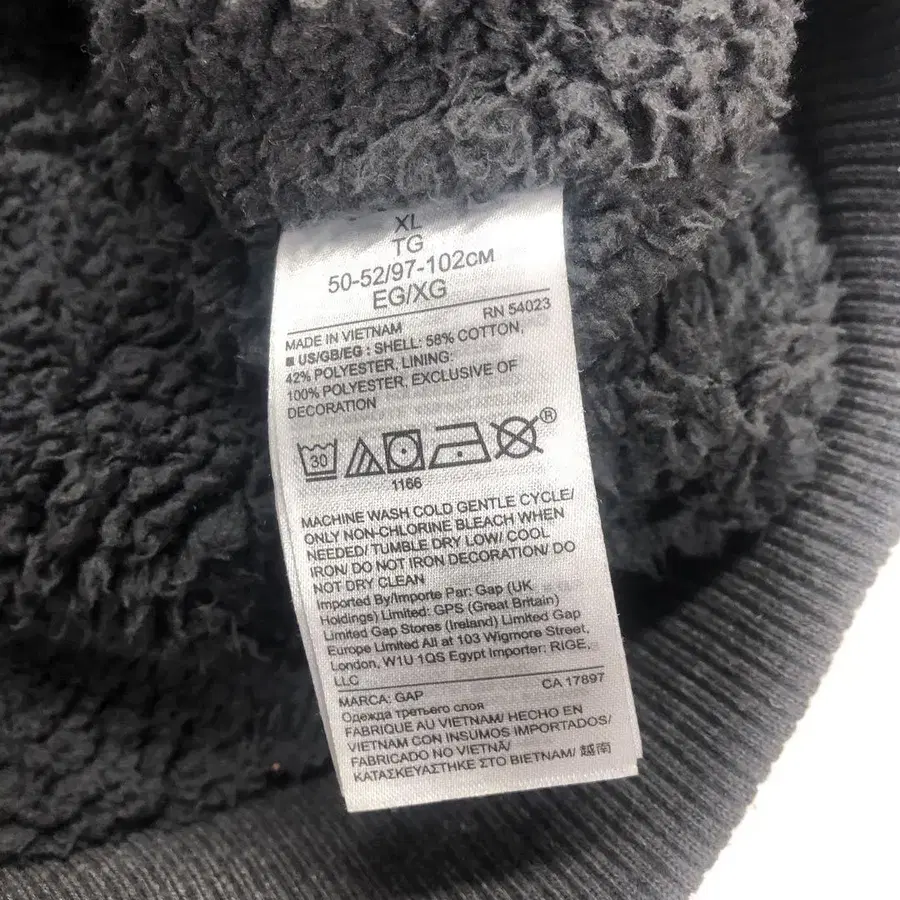 XL
TG
50-52/97-102CM
EG/XG
RN 54023
MADE IN VIETNAM
US/GB/EG : SHELL: 58% COTTON,
42% POLYESTER, LINING:
100% POLYESTER, EXCLUSIVE OF
DECORATION
30
®
1166
MACHINE WASH COLD GENTLE CYCLE/
ONLY NON-CHLORINE BLEACH WHEN
NEEDED/ TUMBLE DRY LOW/ COOL
IRON/ DO NOT IRON DECORATION/ DO
NOT DRY CLEAN
Imported By/Importe Par: Gap (UK
Holdings) Limited: GPS (Great Britain)
Limited Gap Stores (Ireland) Limited Gap
Europe Limited All at 103 Wigmore Street,
London, W1U 1QS Egypt Importer: RIGE,
LLC
MARCA: GAP CA 17897
Одежда третьего слоя
FABRIQUE AU VIETNAM/ HECHO EN
VIETNAM CON INSUMOS IMPORTADOS/
FABRICADO NO VIETNÃ/
ΚΑΤΑΣΚΕΥΑΣΤΗΚΕ ΣΤΟ ΒΙΕΤΝΑΜ/ 越南